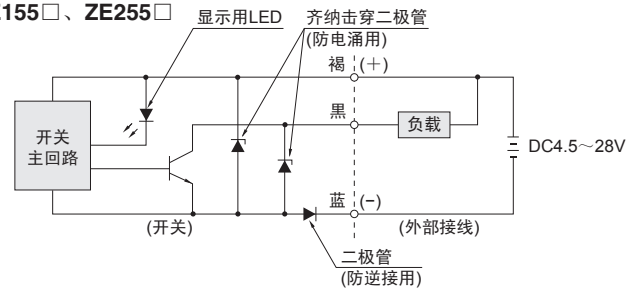 155□、ZE255□
显示用LED
齐纳击穿二极管
(防电涌用)
褐 (+)
黒
开关
主回路
负载
DC4.5～28V
蓝 (-)
(开关)
(外部接线)
二极管
(防逆接用)